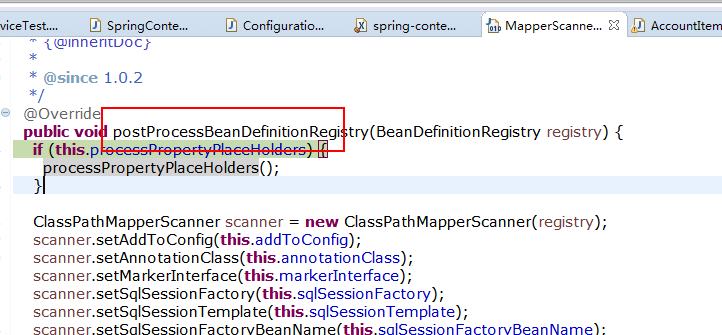 viceTest.... SpringConte... Configuratio... spring-conte... MapperScanne... AccountItem
* {@inheritDoc}
*
* @since 1.0.2
*/
@Override
public void postProcessBeanDefinitionRegistry(BeanDefinitionRegistry registry) {
if (this.processPropertyPlaceHolders) {
processPropertyPlaceHolders();
}
ClassPathMapperScanner scanner = new ClassPathMapperScanner(registry);
scanner.setAddToConfig(this.addToConfig);
scanner.setAnnotationClass(this.annotationClass);
scanner.setMarkerInterface(this.markerInterface);
scanner.setSqlSessionFactory(this.sqlSessionFactory);
scanner.setSqlSessionTemplate(this.sqlSessionTemplate);
scanner.setSqlSessionFactoryBeanName(this.sqlSessionFactoryBeanName);